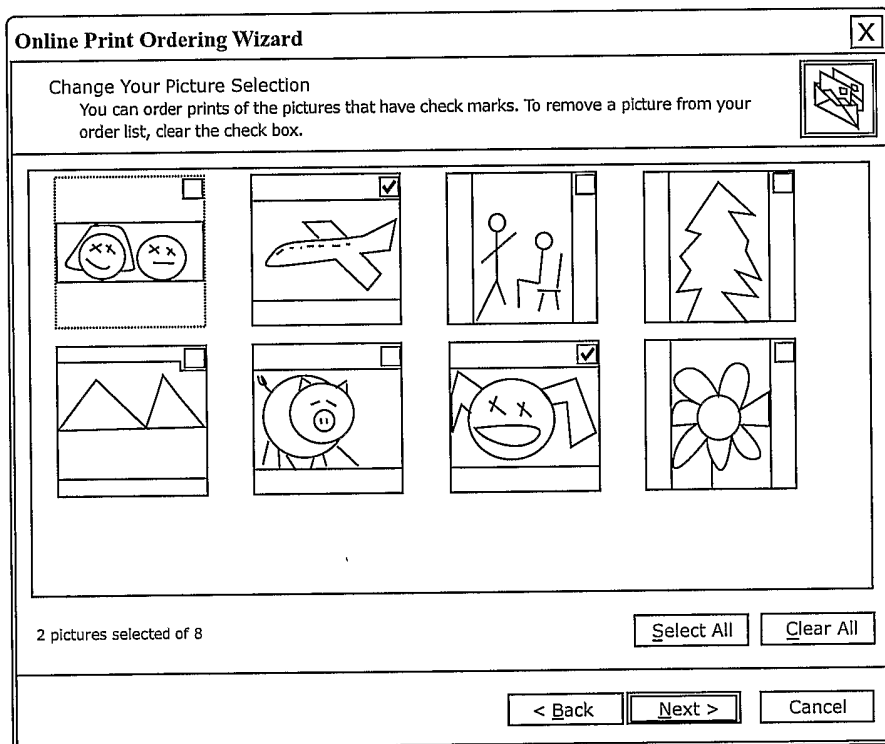 Online Print Ordering Wizard
X
Change Your Picture Selection
You can order prints of the pictures that have check marks. To remove a picture from your
order list, clear the check box.
2 pictures selected of 8
Select All
Clear All
< Back
Next >
Cancel